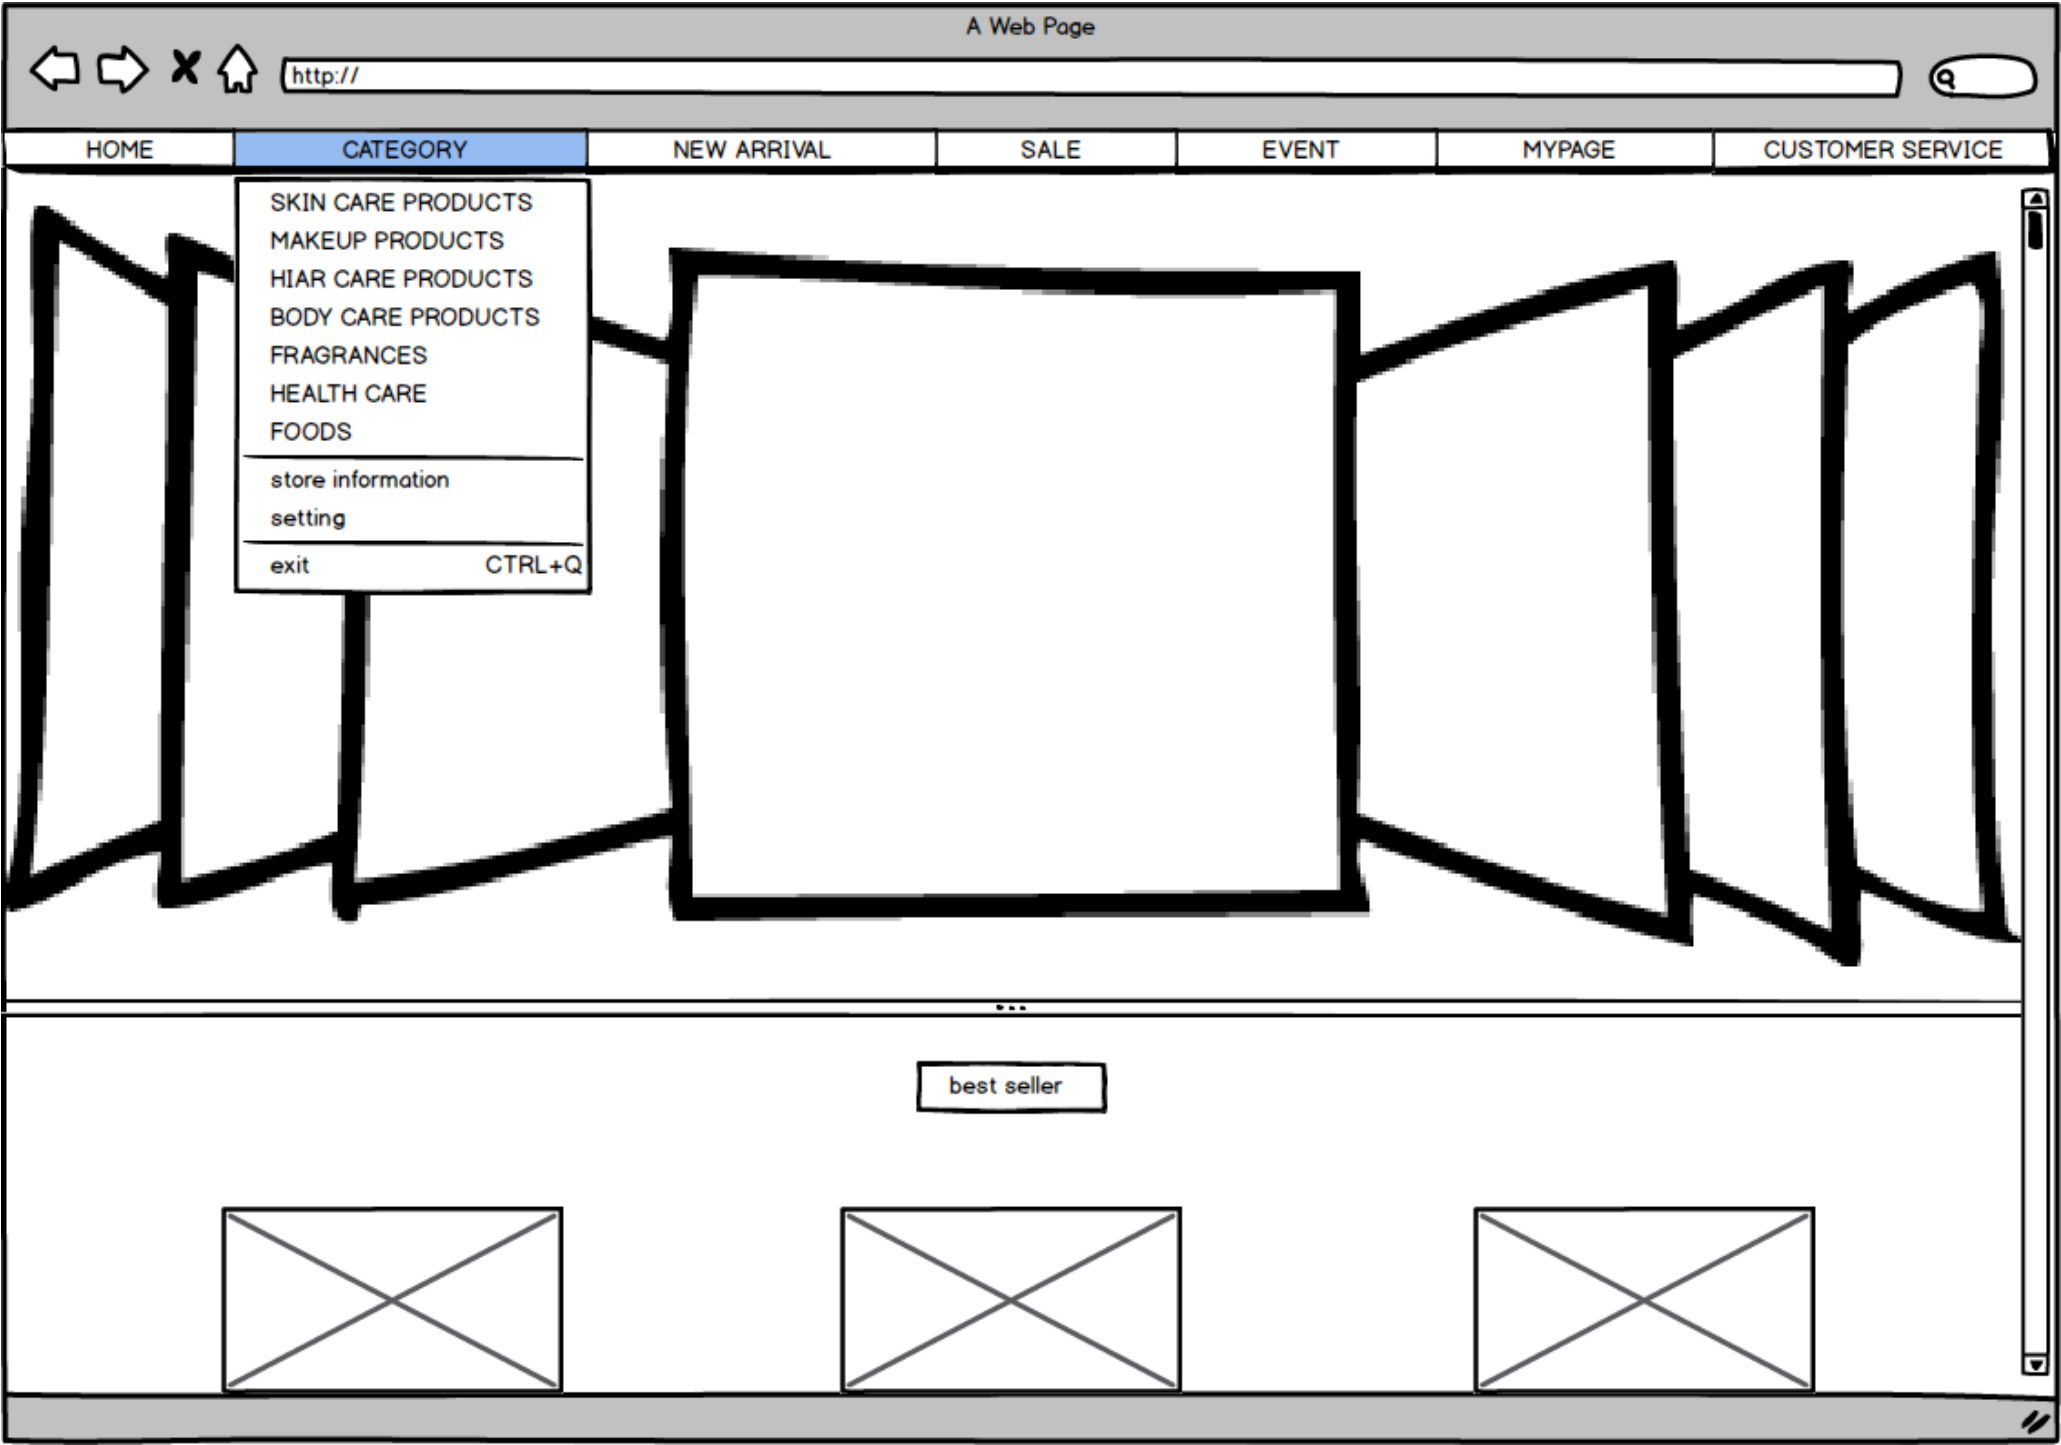 A Web Page
http://
HOME CATEGORY NEW ARRIVAL SALE EVENT MYPAGE CUSTOMER SERVICE
SKIN CARE PRODUCTS
MAKEUP PRODUCTS
HIAR CARE PRODUCTS
BODY CARE PRODUCTS
FRAGRANCES
HEALTH CARE
FOODS
store information
setting
exit CTRL+Q
best seller